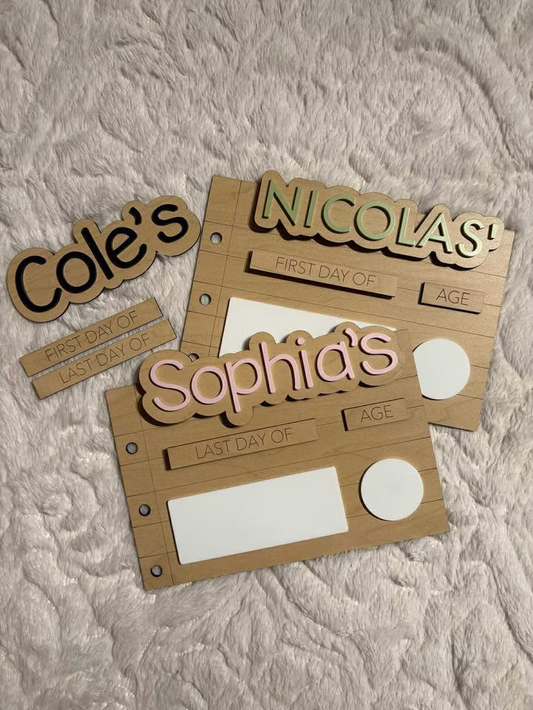 Cole's
FIRST DAY OF
LAST DAY OF
NICOLAS'
FIRST DAY OF
AGE
Sophia's
LAST DAY OF
AGE